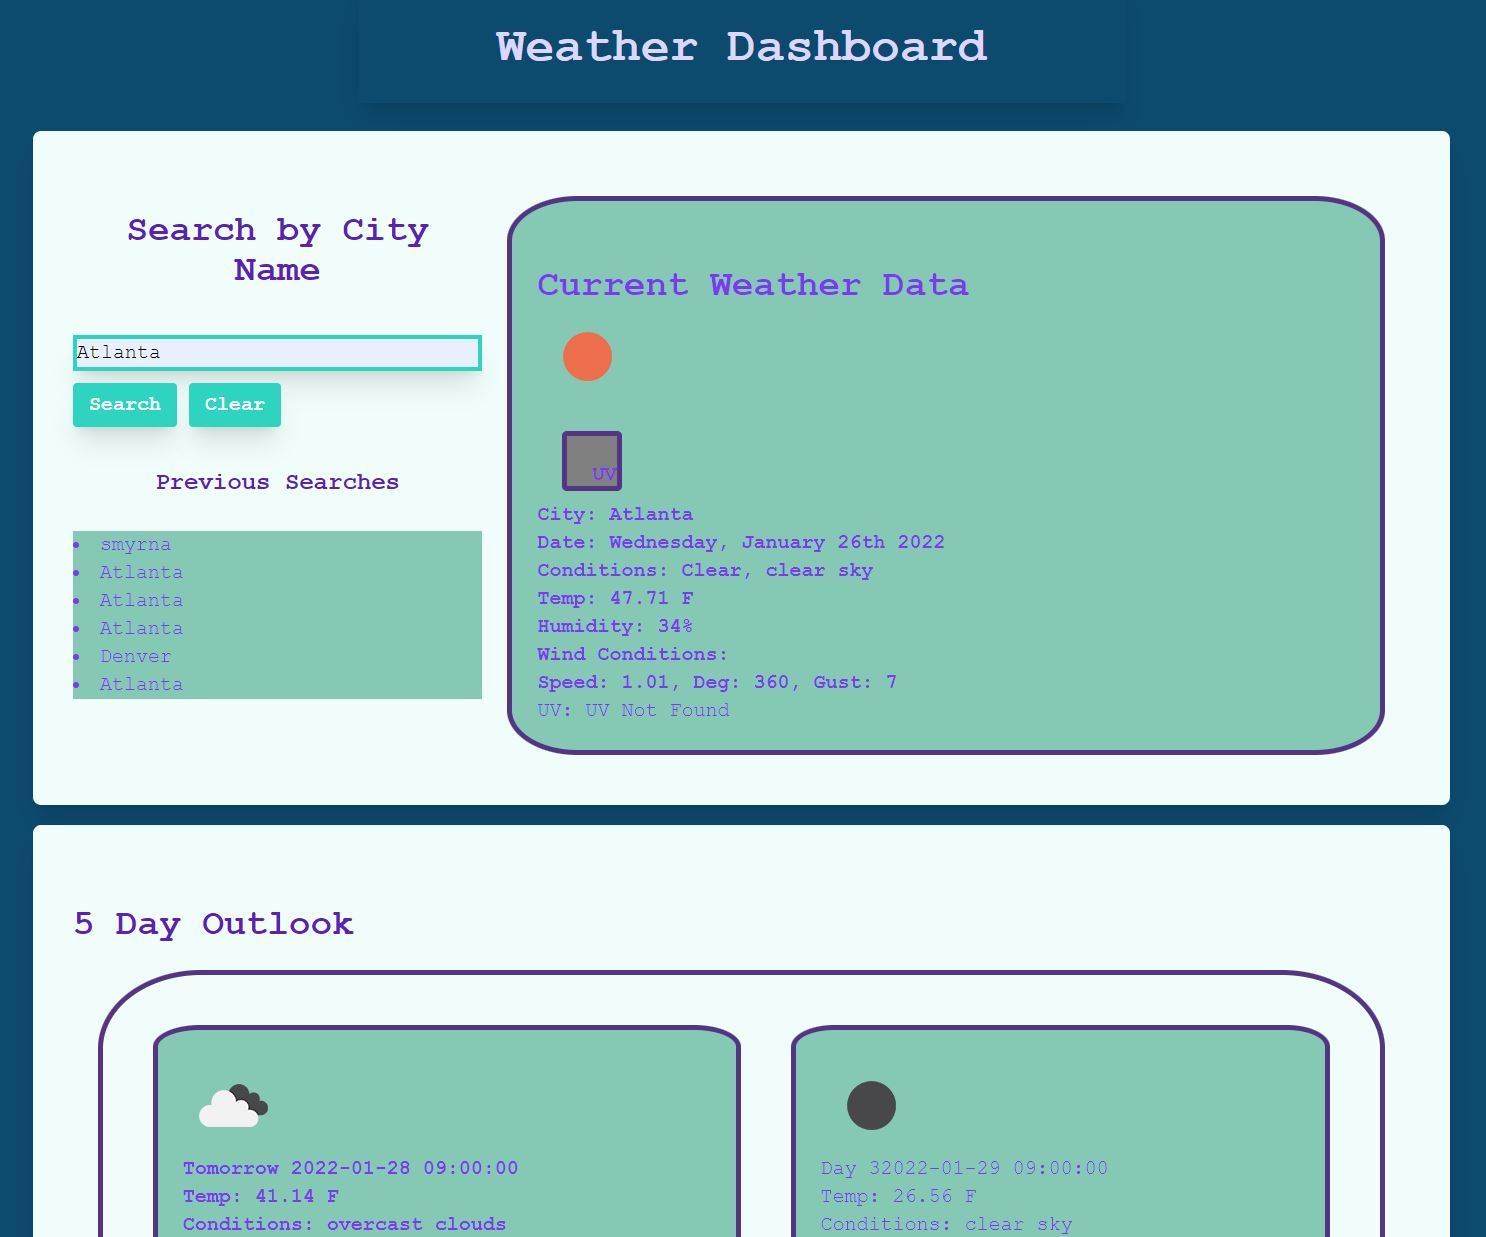 Weather Dashboard
Search by City
Name
Atlanta
Search Clear
Previous Searches
smyrna
Atlanta
Atlanta
Atlanta
Denver
Atlanta
Current Weather Data
UV
City: Atlanta
Date: Wednesday, January 26th 2022
Conditions: Clear, clear sky
Temp: 47.71 F
Humidity: 34%
Wind Conditions:
Speed: 1.01, Deg: 360, Gust: 7
UV: UV Not Found
5 Day Outlook
Tomorrow 2022-01-28 09:00:00
Temp: 41.14 F
Conditions: overcast clouds
Day 32022-01-29 09:00:00
Temp: 26.56 F
Conditions: clear sky